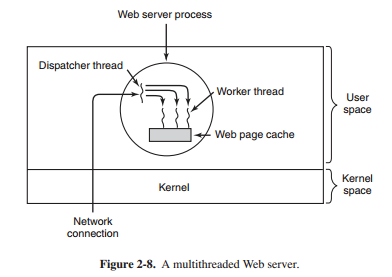 Web server process
Dispatcher thread
Worker thread
Web page cache
User
space
Kernel
Kernel
space
Network
connection
Figure 2-8. A multithreaded Web server.